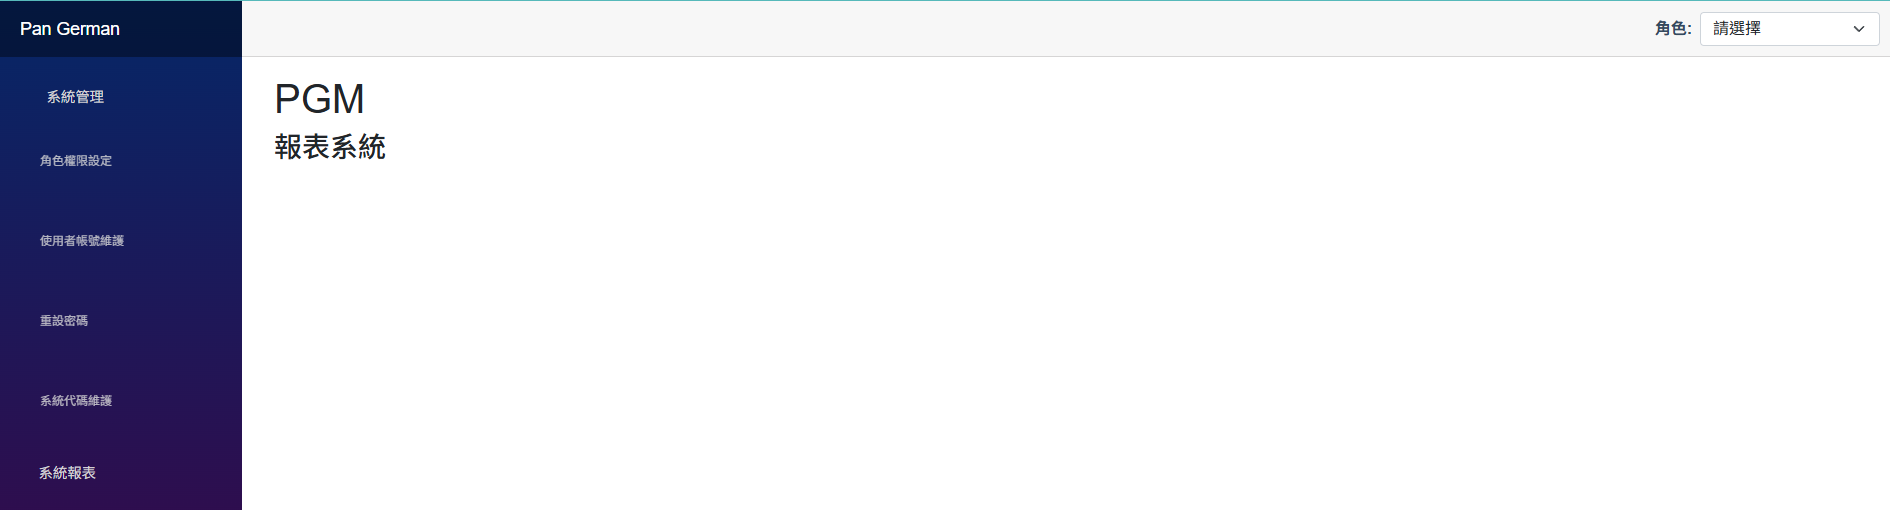 Pan German
角色:
請選擇
系統管理
角色權限設定
使用者帳號維護
重設密碼
系統代碼維護
系統報表
PGM
報表系統